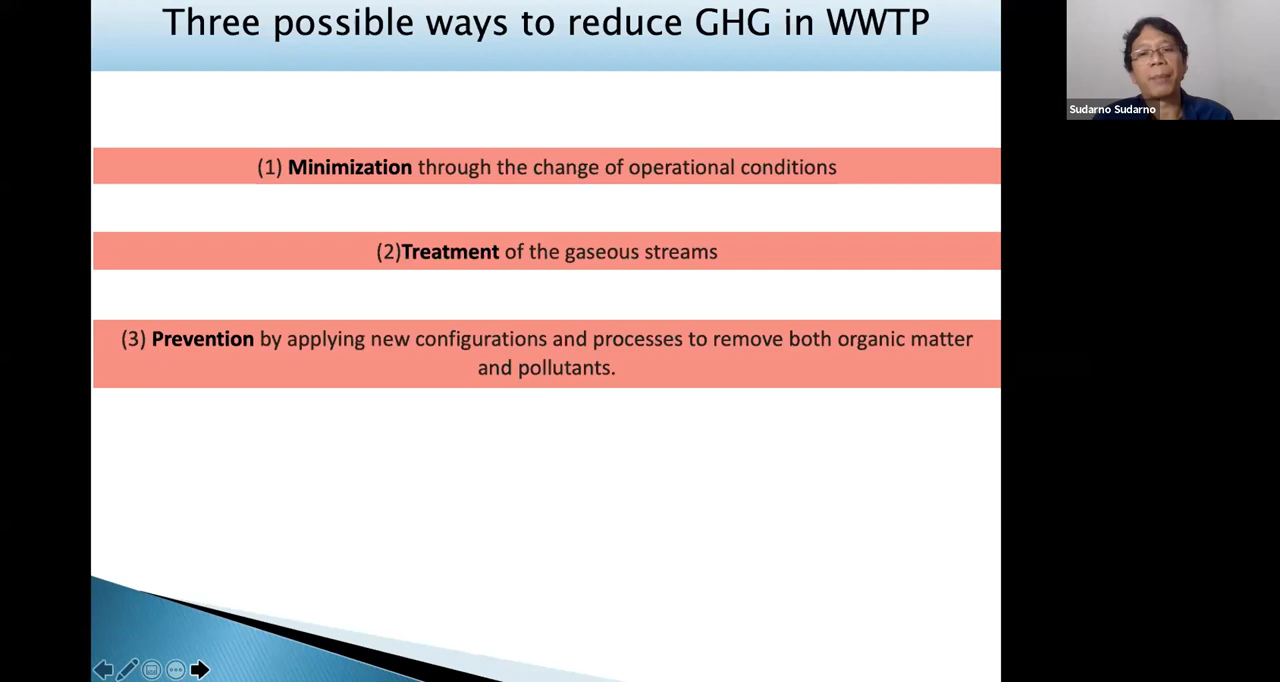 Three possible ways to reduce GHG in WWTP
Sudarno Sudarno
(1) Minimization through the change of operational conditions
(2)Treatment of the gaseous streams
(3) Prevention by applying new configurations and processes to remove both organic matter
and pollutants.